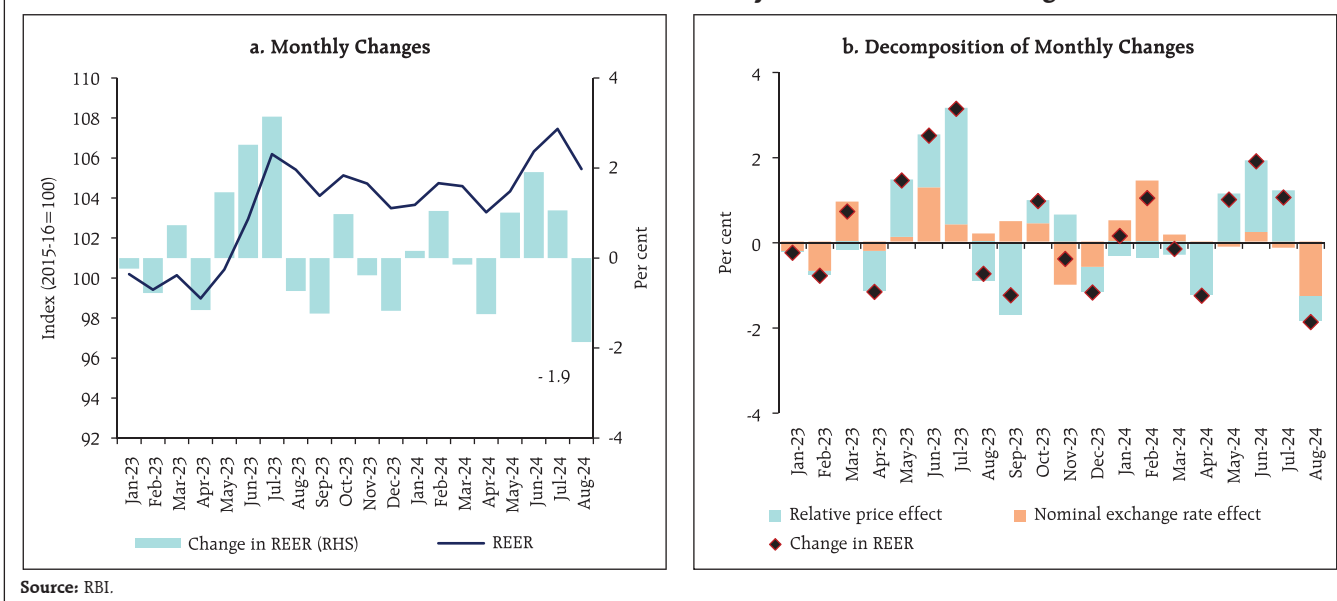 a. Monthly Changes
110
108
106
104
102
100
98
96
94
92
Index (2015-16=100)
4
2
0
-2
-4
Per cent
- 1.9
Jan-23
Feb-23
Mar-23
Apr-23
May-23
Jun-23
Jul-23
Aug-23
Sep-23
Oct-23
Nov-23
Dec-23
Jan-24
Feb-24
Mar-24
Apr-24
May-24
Jun-24
Jul-24
Aug-24
Change in REER (RHS)
REER
b. Decomposition of Monthly Changes
4
2
0
-2
-4
Per cent
Jan-23
Feb-23
Mar-23
Apr-23
May-23
Jun-23
Jul-23
Aug-23
Sep-23
Oct-23
Nov-23
Dec-23
Jan-24
Feb-24
Mar-24
Apr-24
May-24
Jun-24
Jul-24
Aug-24
Relative price effect
Nominal exchange rate effect
Change in REER
Source: RBI.